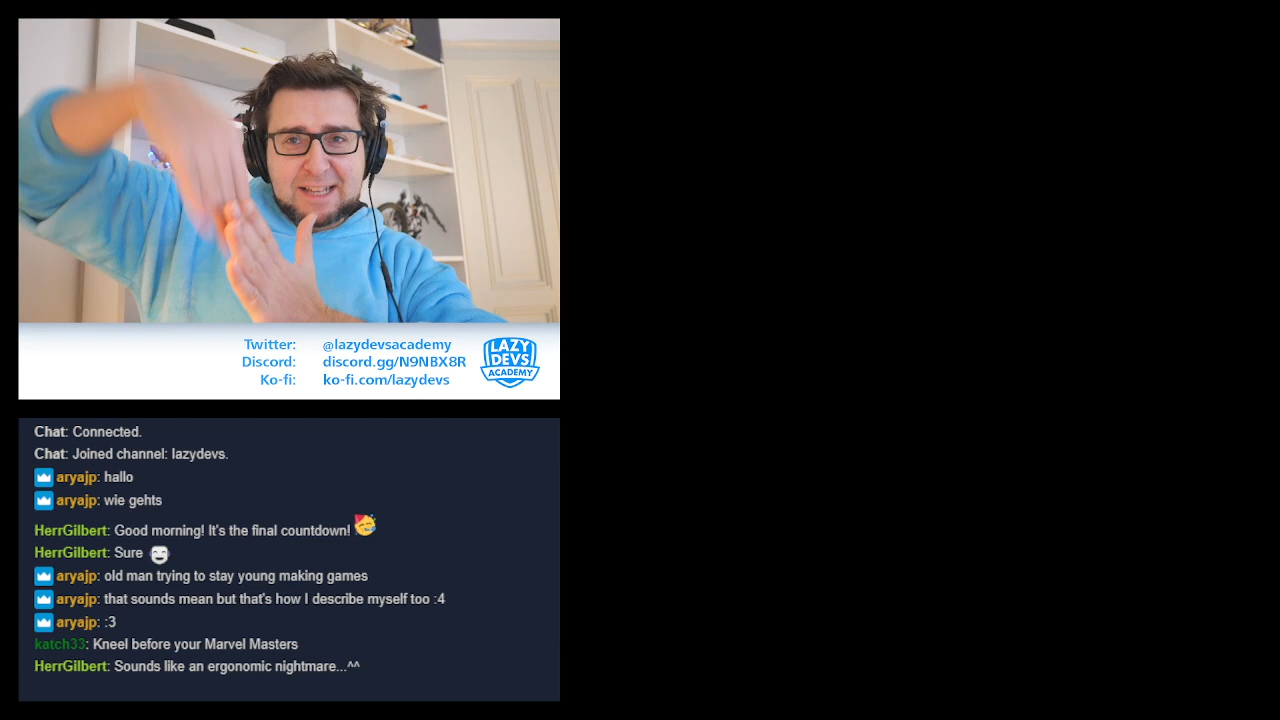 Twitter: @lazydevsacademy
Discord: discord.gg/N9NBX8R
Ko-fi: ko-fi.com/lazydevs
LAZY
DEVS
ACADEMY
Chat: Connected.
Chat: Joined channel: lazydevs.
aryajp: hallo
aryajp: wie gehts
HerrGilbert: Good morning! It's the final countdown!
HerrGilbert: Sure
aryajp: old man trying to stay young making games
aryajp: that sounds mean but that's how I describe myself too :4
aryajp: :3
katch33: Kneel before your Marvel Masters
HerrGilbert: Sounds like an ergonomic nightmare...^^